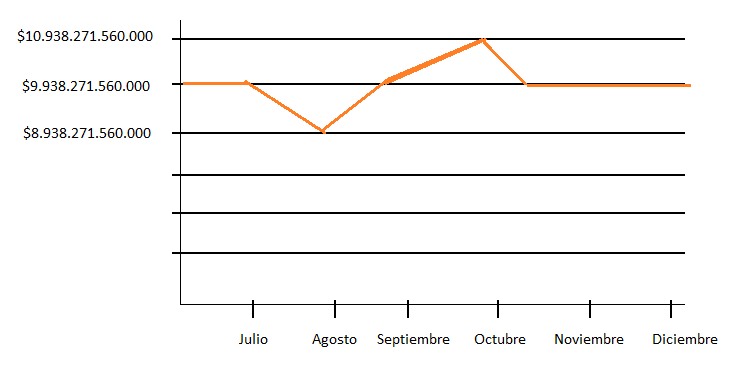 $10.938.271.560.000
$9.938.271.560.000
$8.938.271.560.000
Julio Agosto Septiembre Octubre Noviembre Diciembre